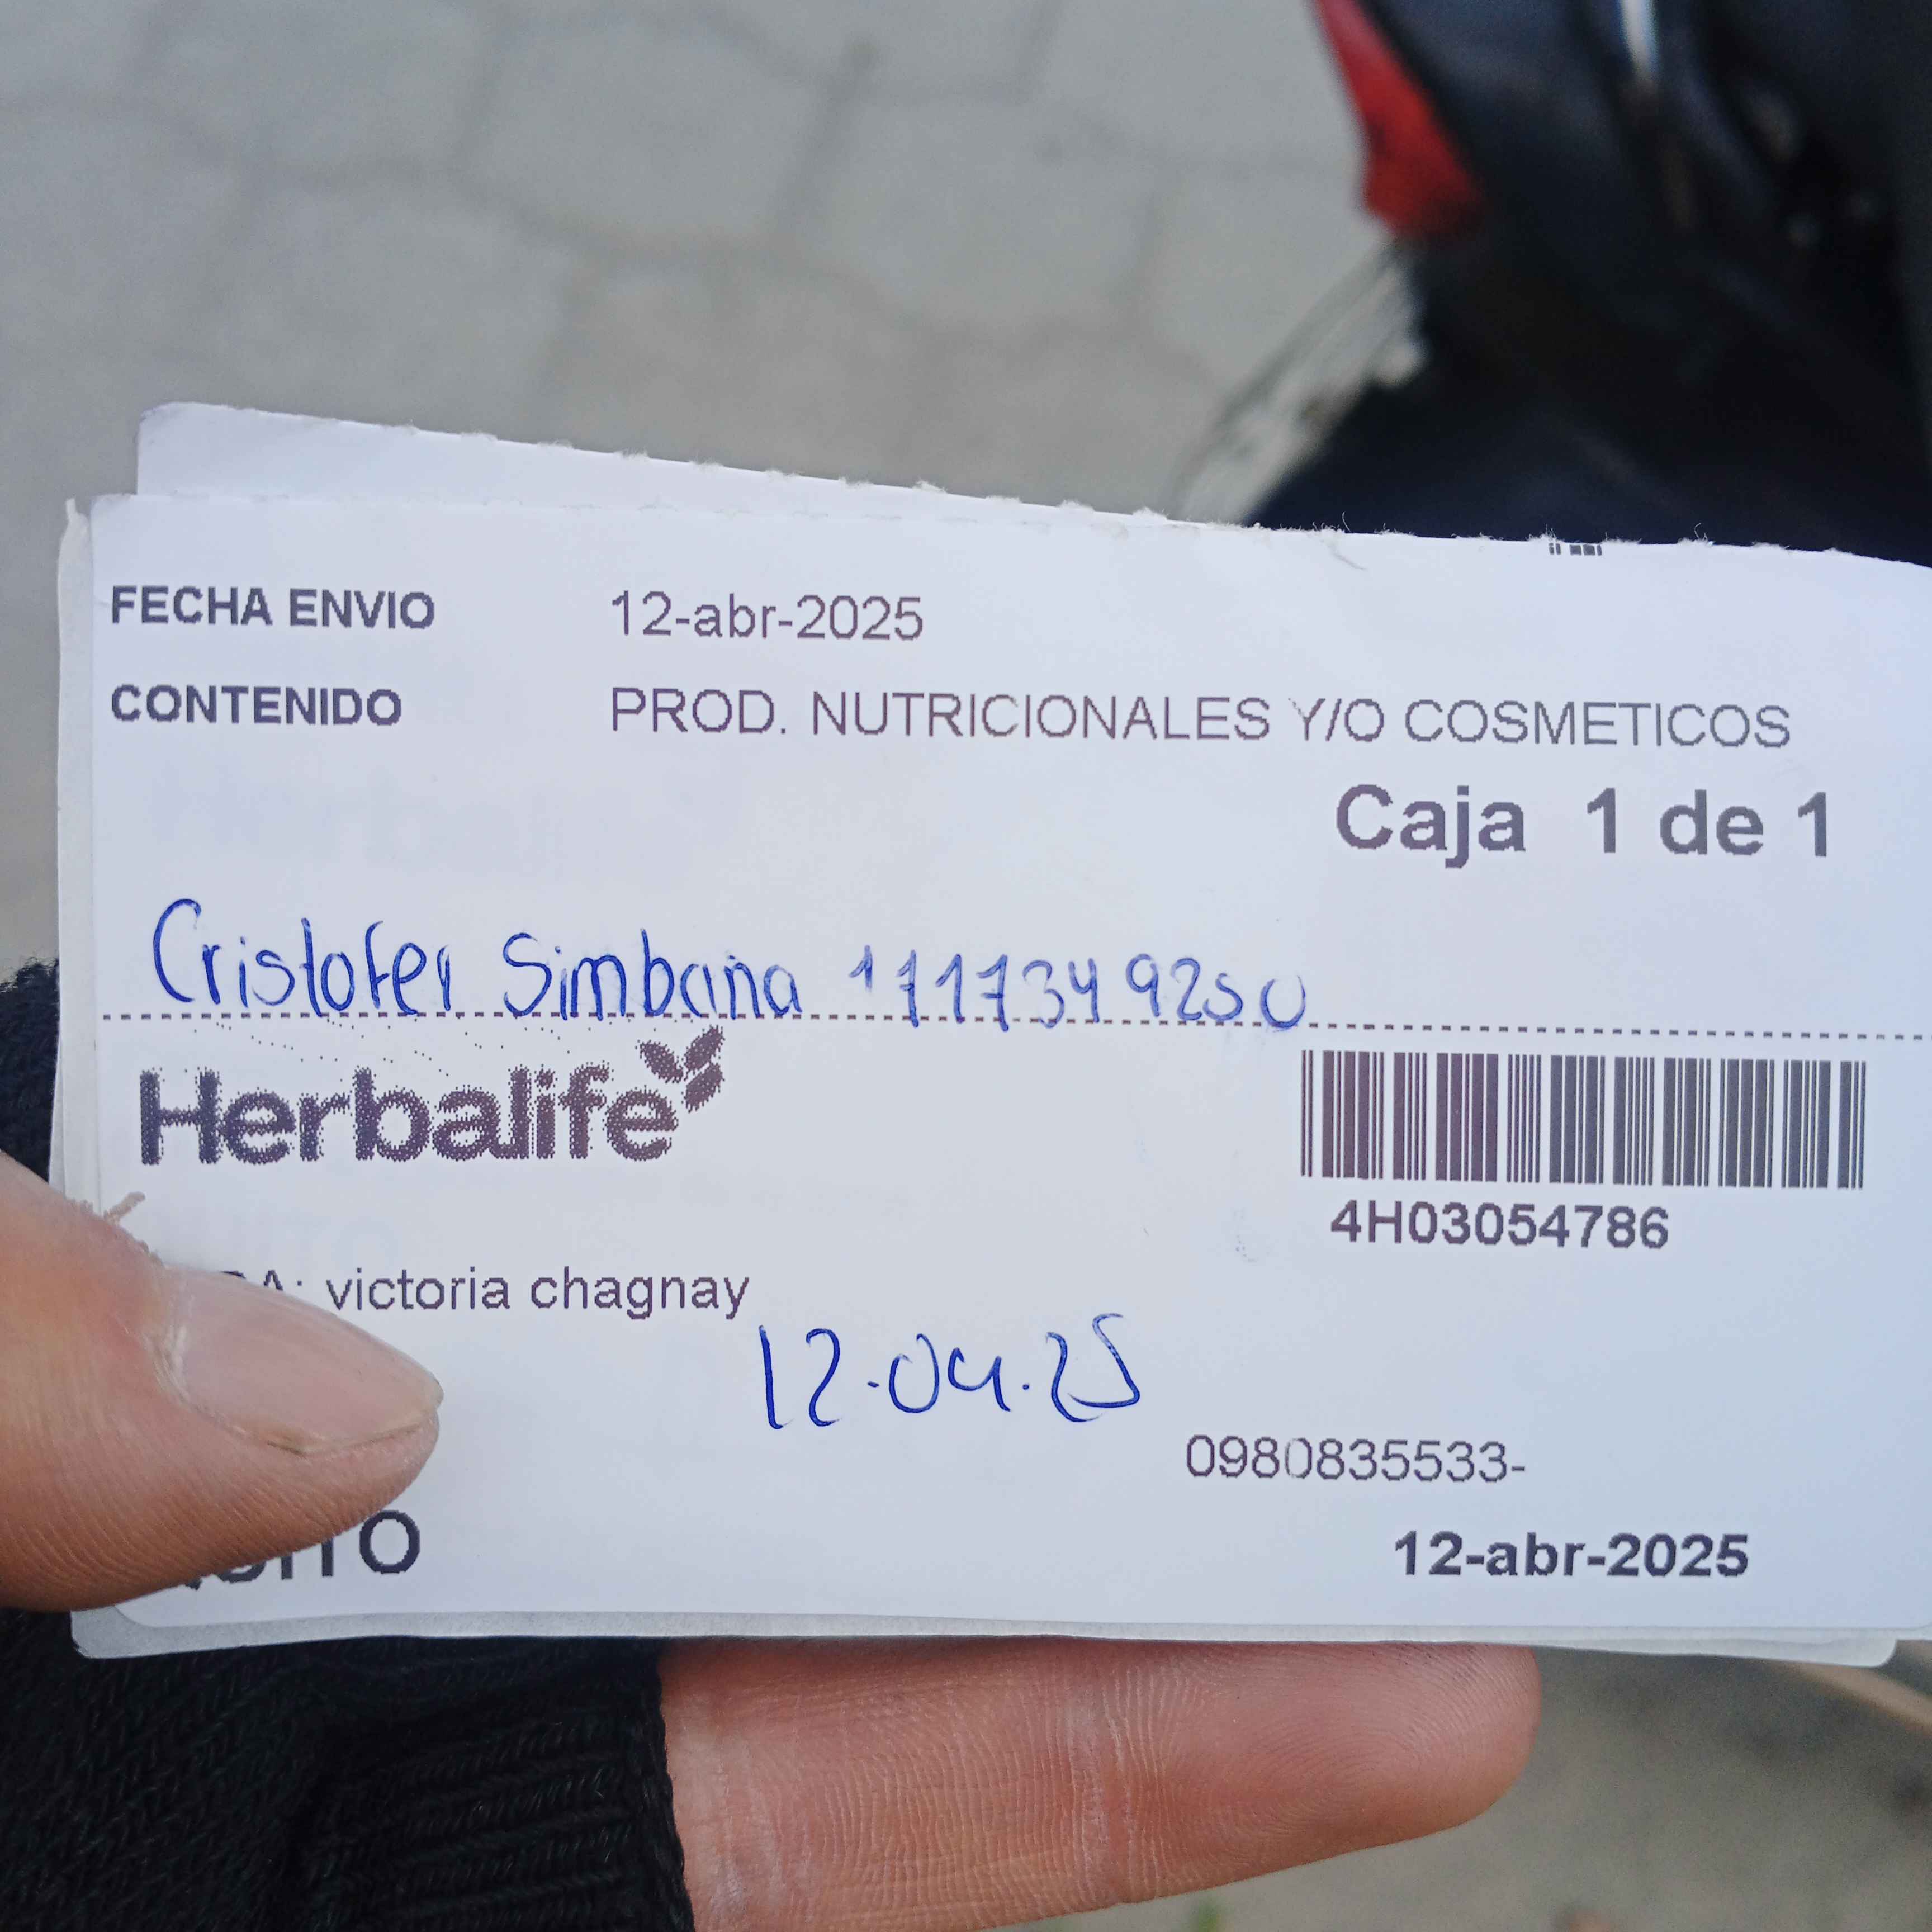 FECHA ENVIO 12-abr-2025
CONTENIDO PROD. NUTRICIONALES Y/O COSMETICOS
Caja 1 de 1
Cristofer Simbana 1717349250
Herbalife
4H03054786
victoria chagnay
12.04.25
0980835533-
12-abr-2025